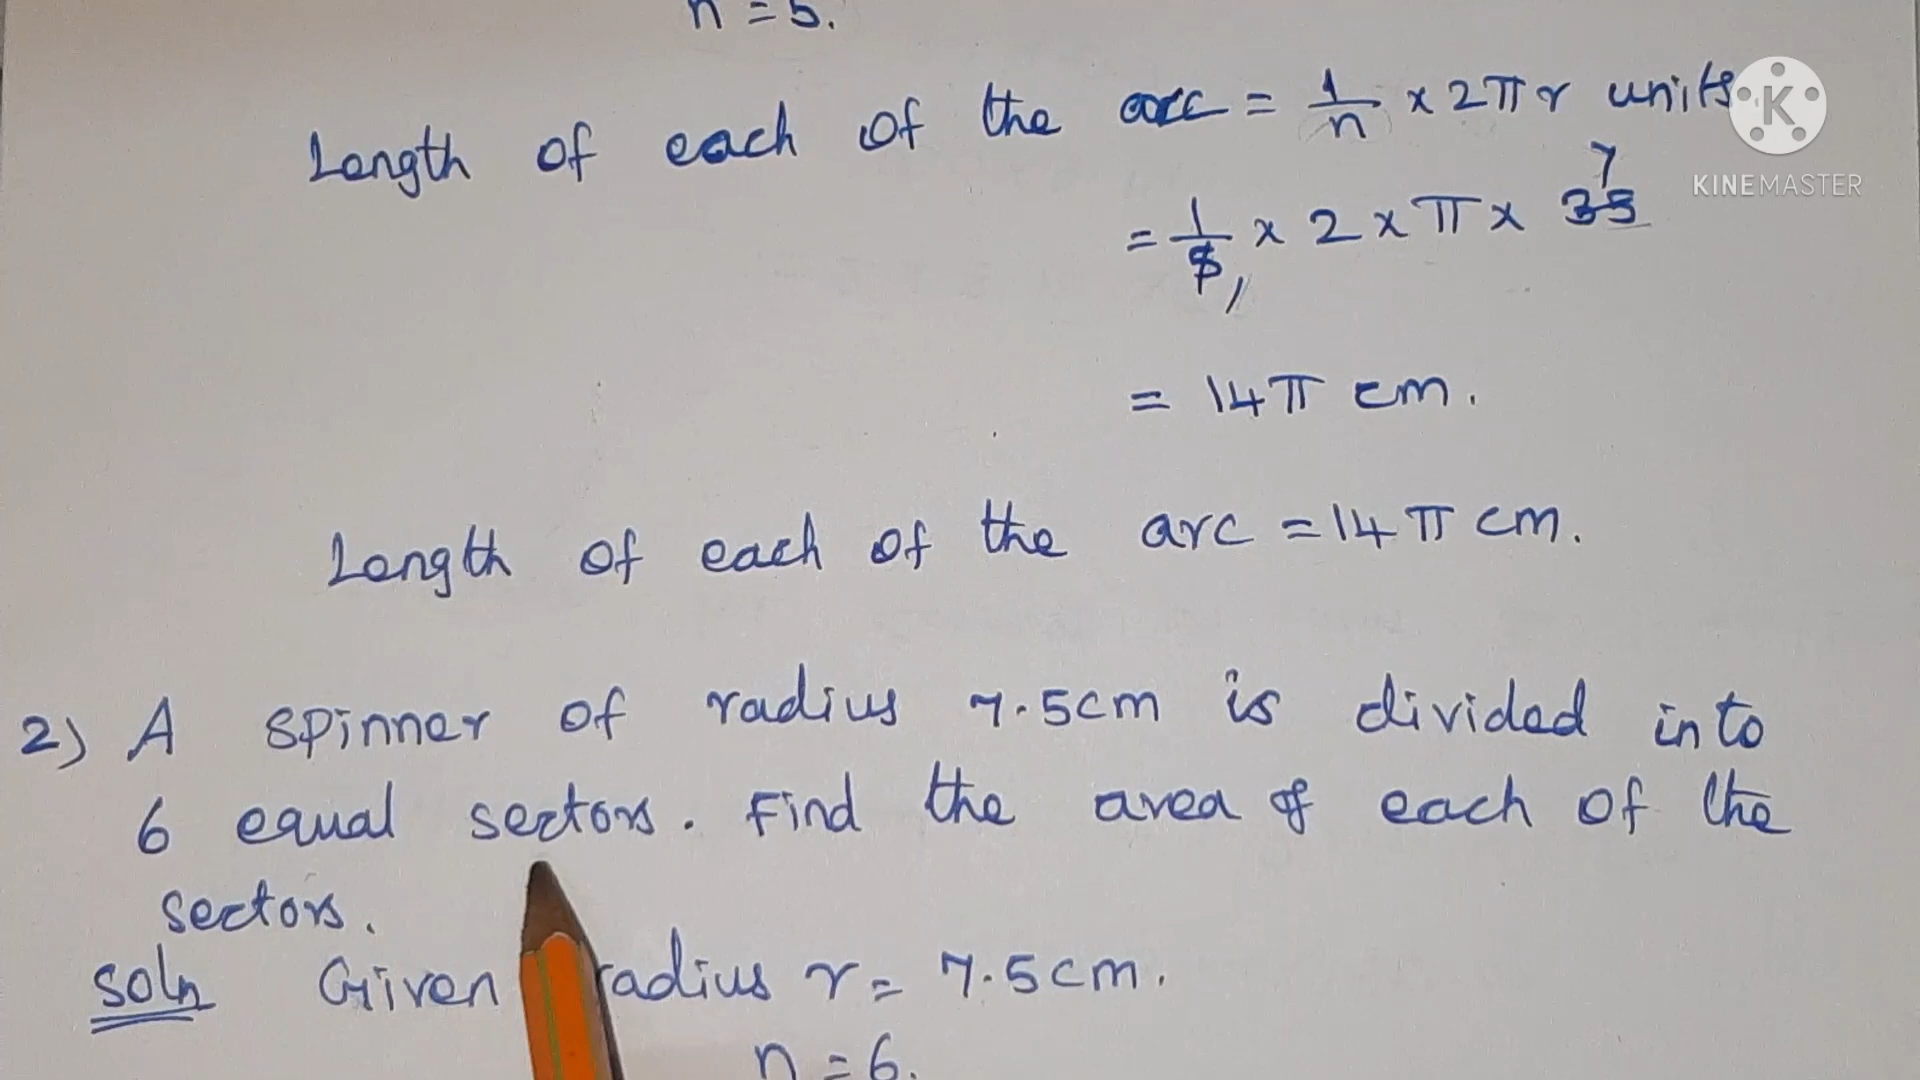 n = 5.
Length of each of the arc = 1/n × 2πr units
= 1/5 × 2 × π × 35
7
1
= 14π cm.
Length of each of the arc = 14π cm.
2) A spinner of radius 7.5cm is divided into
6 equal sectors. Find the area of each of the
sectors.
soln Given radius r = 7.5cm.
n = 6.
K
KINEMASTER